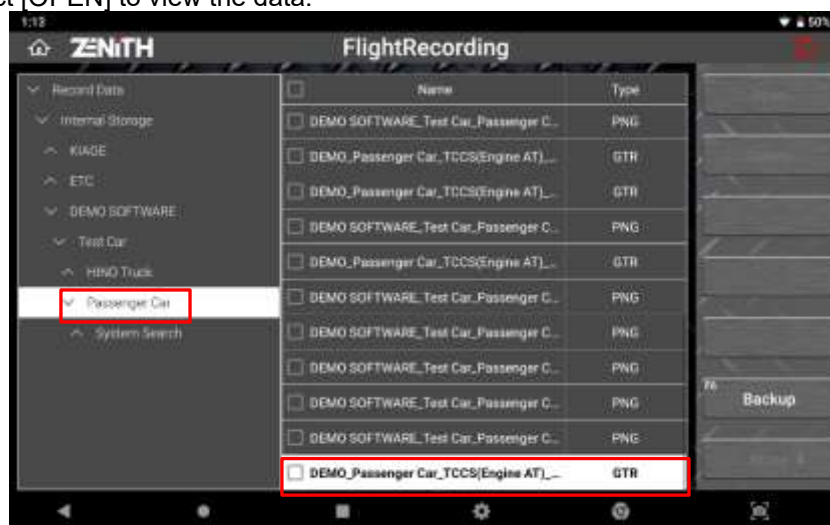 [OPEN] to view the data.
1:13
50%
ZENITH
FlightRecording
Record Data
Name
Type
Internal Storage
DEMO SOFTWARE_Test Car_Passenger C...
PNG
KIAGE
DEMO_Passenger Car_TCCS(Engine AT)_...
GTR
ETC
DEMO_Passenger Car_TCCS(Engine AT)_...
GTR
DEMO SOFTWARE
DEMO SOFTWARE_Test Car_Passenger C...
PNG
Test Car
DEMO_Passenger Car_TCCS(Engine AT)_...
GTR
HINO Truck
DEMO SOFTWARE_Test Car_Passenger C...
PNG
Passenger Car
DEMO SOFTWARE_Test Car_Passenger C...
PNG
System Search
DEMO SOFTWARE_Test Car_Passenger C...
PNG
DEMO SOFTWARE_Test Car_Passenger C...
PNG
Backup
DEMO SOFTWARE_Test Car_Passenger C...
PNG
DEMO_Passenger Car_TCCS(Engine AT)_...
GTR